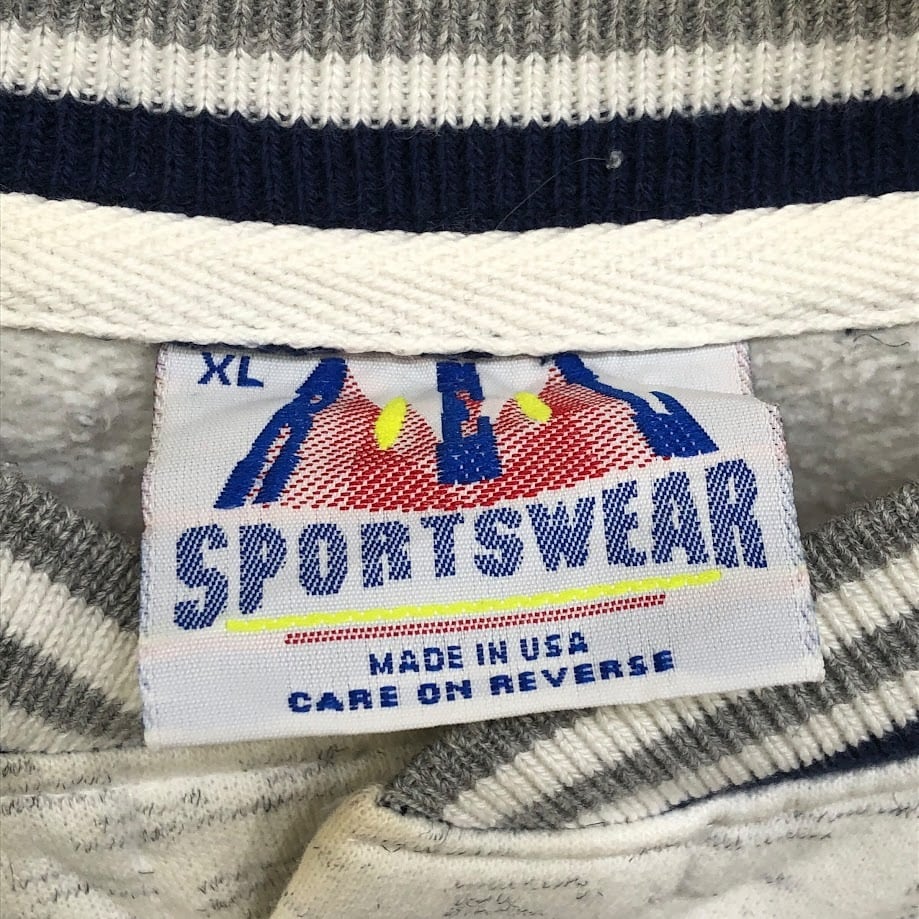 XL
SPORTSWEAR
MADE IN USA
CARE ON REVERSE